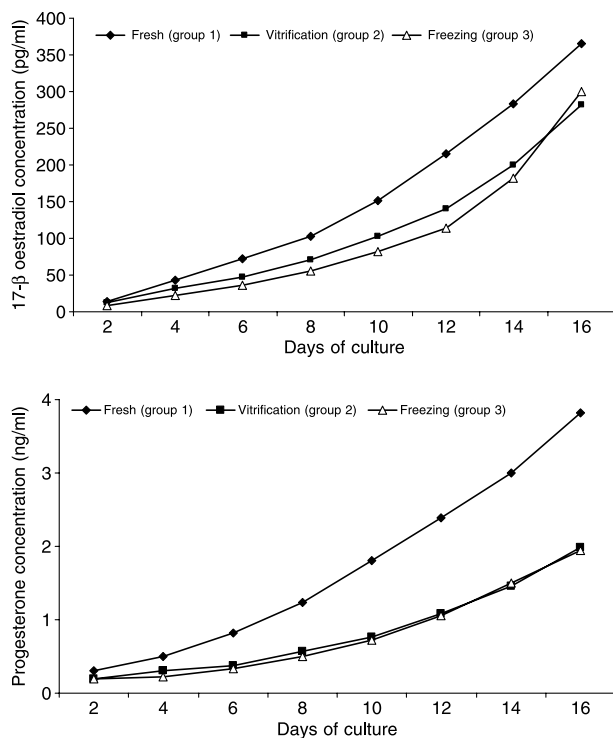 17-β oestradiol concentration (pg/ml)
400
350
300
250
200
150
100
50
0
Fresh (group 1) Vitrification (group 2) Freezing (group 3)
2 4 6 8 10 12 14 16
Days of culture
Progesterone concentration (ng/ml)
4
3
2
1
0
Fresh (group 1) Vitrification (group 2) Freezing (group 3)
2 4 6 8 10 12 14 16
Days of culture